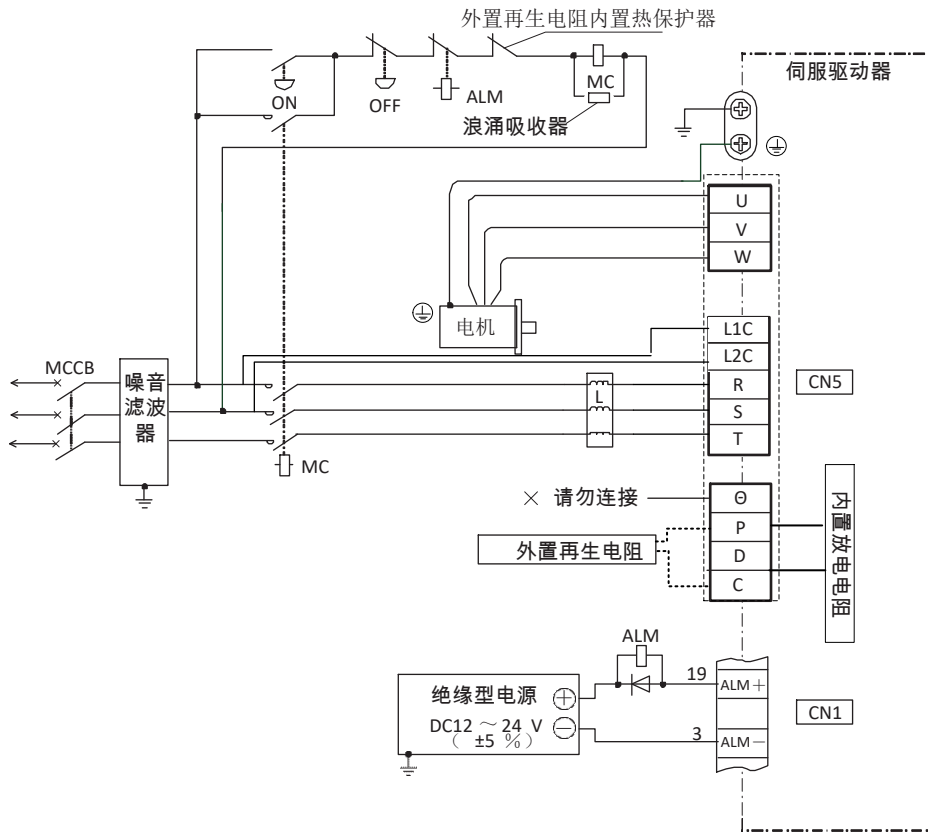 外置再生电阻内置热保护器
伺服驱动器
ON
OFF
ALM
MC
浪涌吸收器
U
V
W
电机
L1C
L2C
R
S
T
CN5
MCCB
噪音
滤波
器
L
MC
× 请勿连接
Θ
P
D
C
外置再生电阻
内置放电电阻
ALM
绝缘型电源
DC12 ～ 24 V
（ ±5 %）
＋
－
19
ALM＋
3
ALM－
CN1